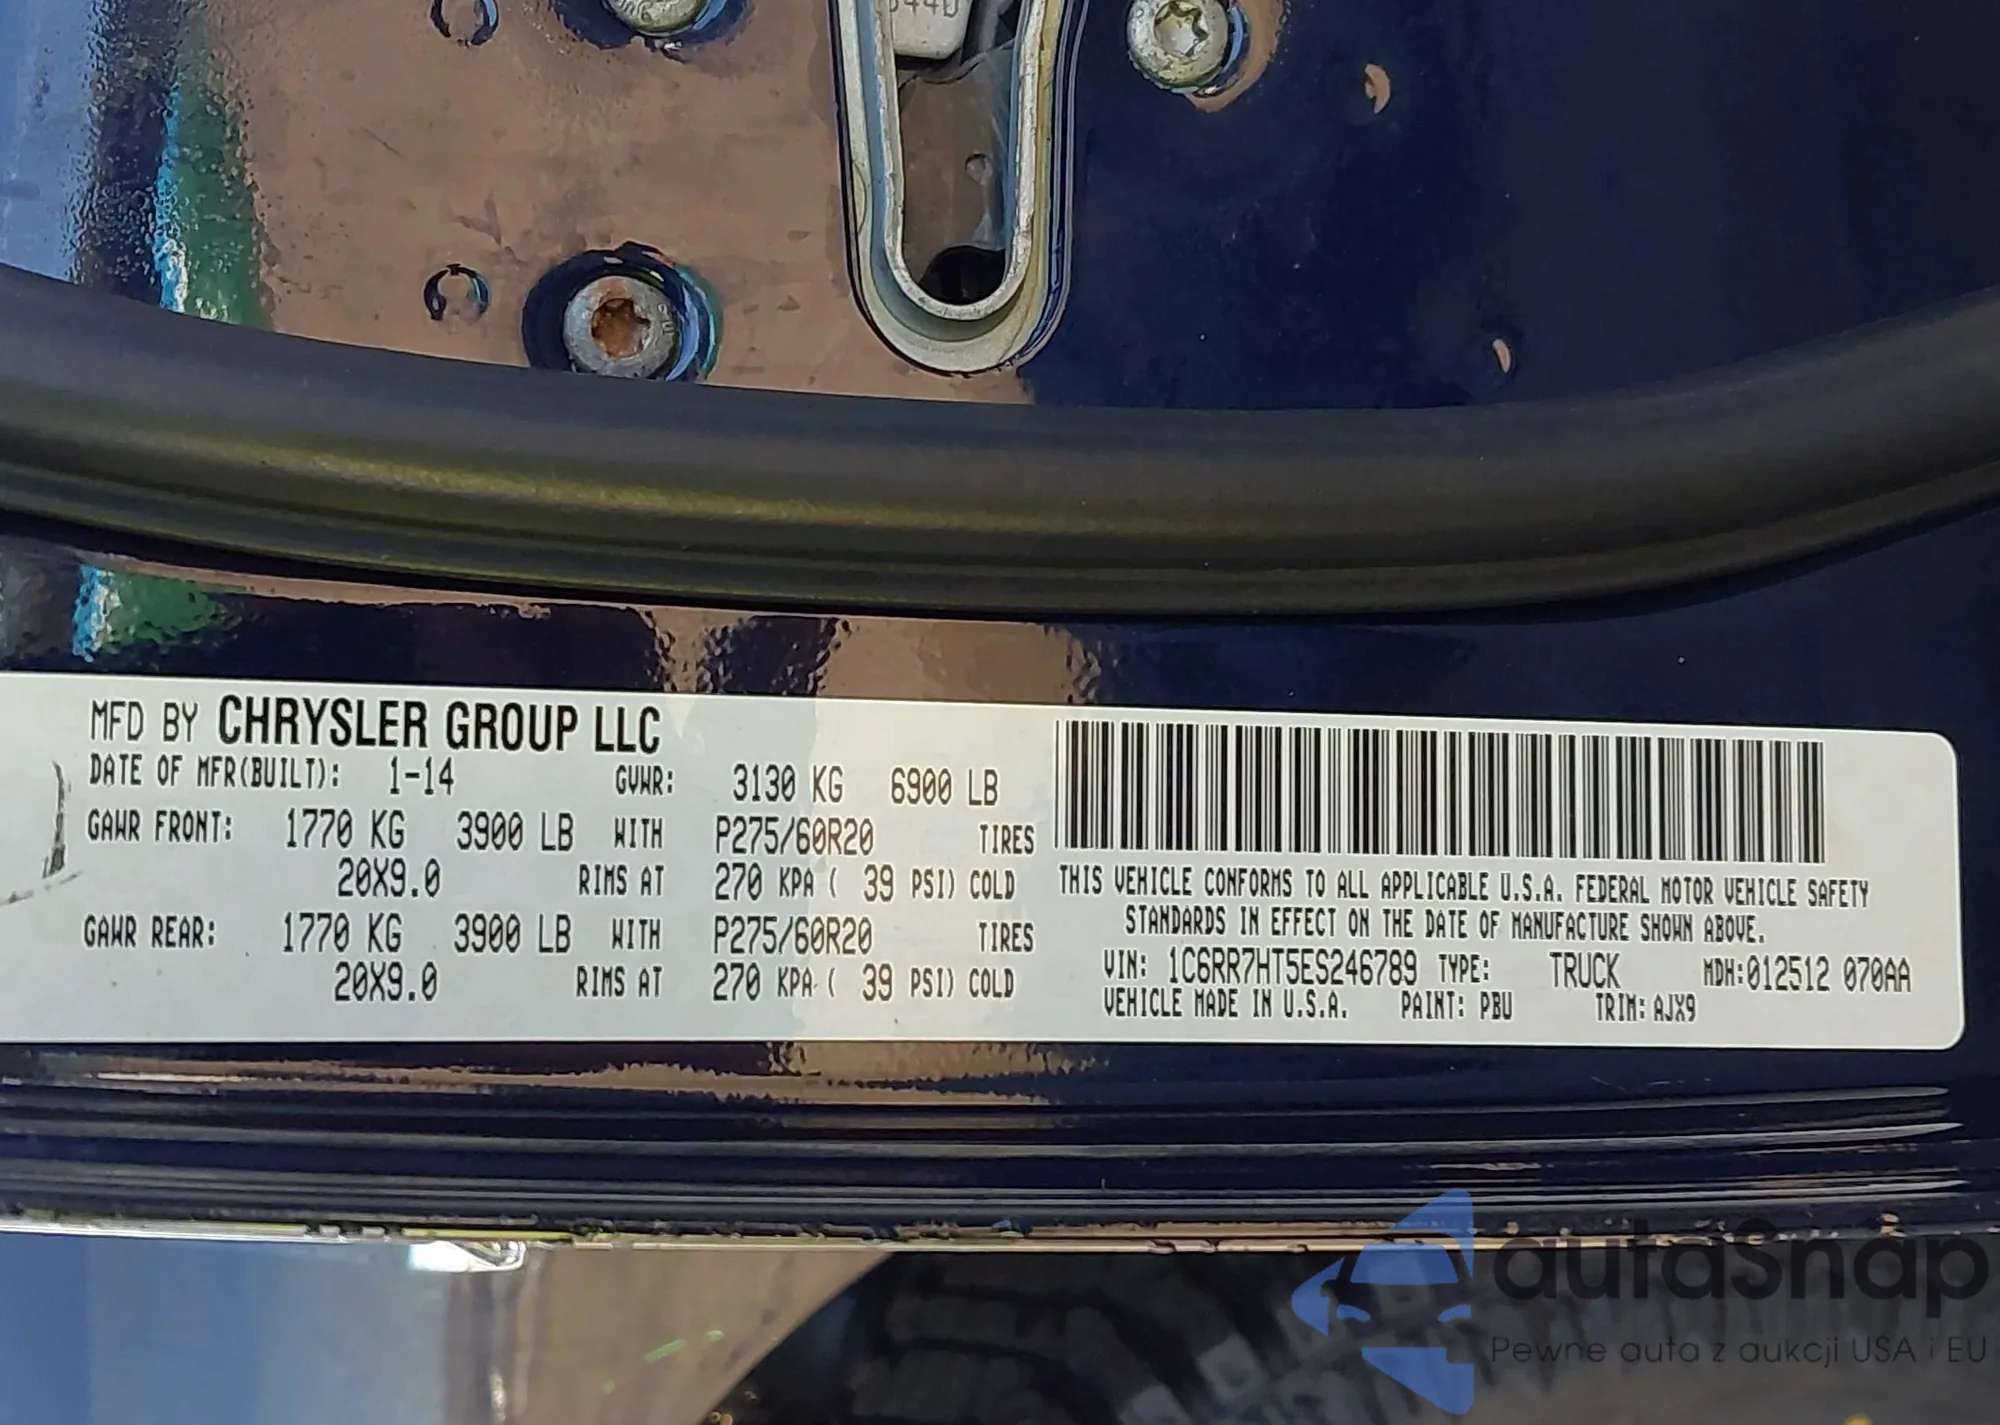 MFD BY CHRYSLER GROUP LLC
DATE OF MFR(BUILT): 1-14 GVWR: 3130 KG 6900 LB
GAWR FRONT: 1770 KG 3900 LB WITH P275/60R20 TIRES
20X9.0 RIMS AT 270 KPA ( 39 PSI) COLD
GAWR REAR: 1770 KG 3900 LB WITH P275/60R20 TIRES
20X9.0 RIMS AT 270 KPA ( 39 PSI) COLD
THIS VEHICLE CONFORMS TO ALL APPLICABLE U.S.A. FEDERAL MOTOR VEHICLE SAFETY
STANDARDS IN EFFECT ON THE DATE OF MANUFACTURE SHOWN ABOVE.
VIN: 1C6RR7HT5ES246789 TYPE: TRUCK MDH:012512 070AA
VEHICLE MADE IN U.S.A. PAINT: PBU TRIM: AJX9
autaSnap
Pewne auta z aukcji USA i EU